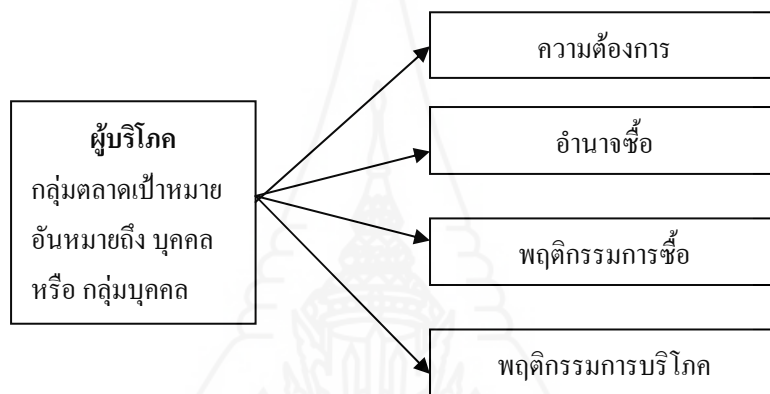 ความต้องการ
ผู้บริโภค
กลุ่มตลาดเป้าหมาย
อันหมายถึง บุคคล
หรือ กลุ่มบุคคล
อำนาจซื้อ
พฤติกรรมการซื้อ
พฤติกรรมการบริโภค